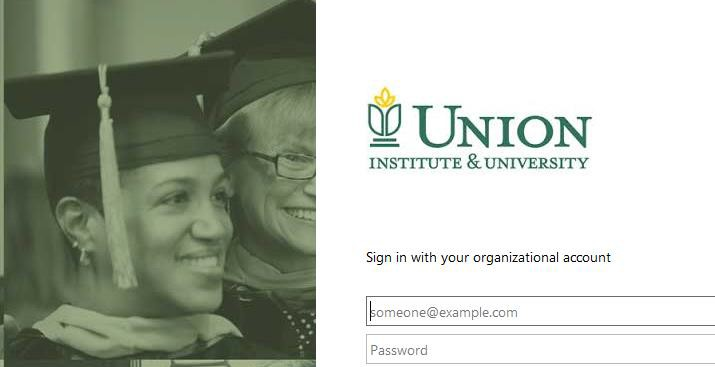 UNION
INSTITUTE & UNIVERSITY
Sign in with your organizational account
someone@example.com
Password